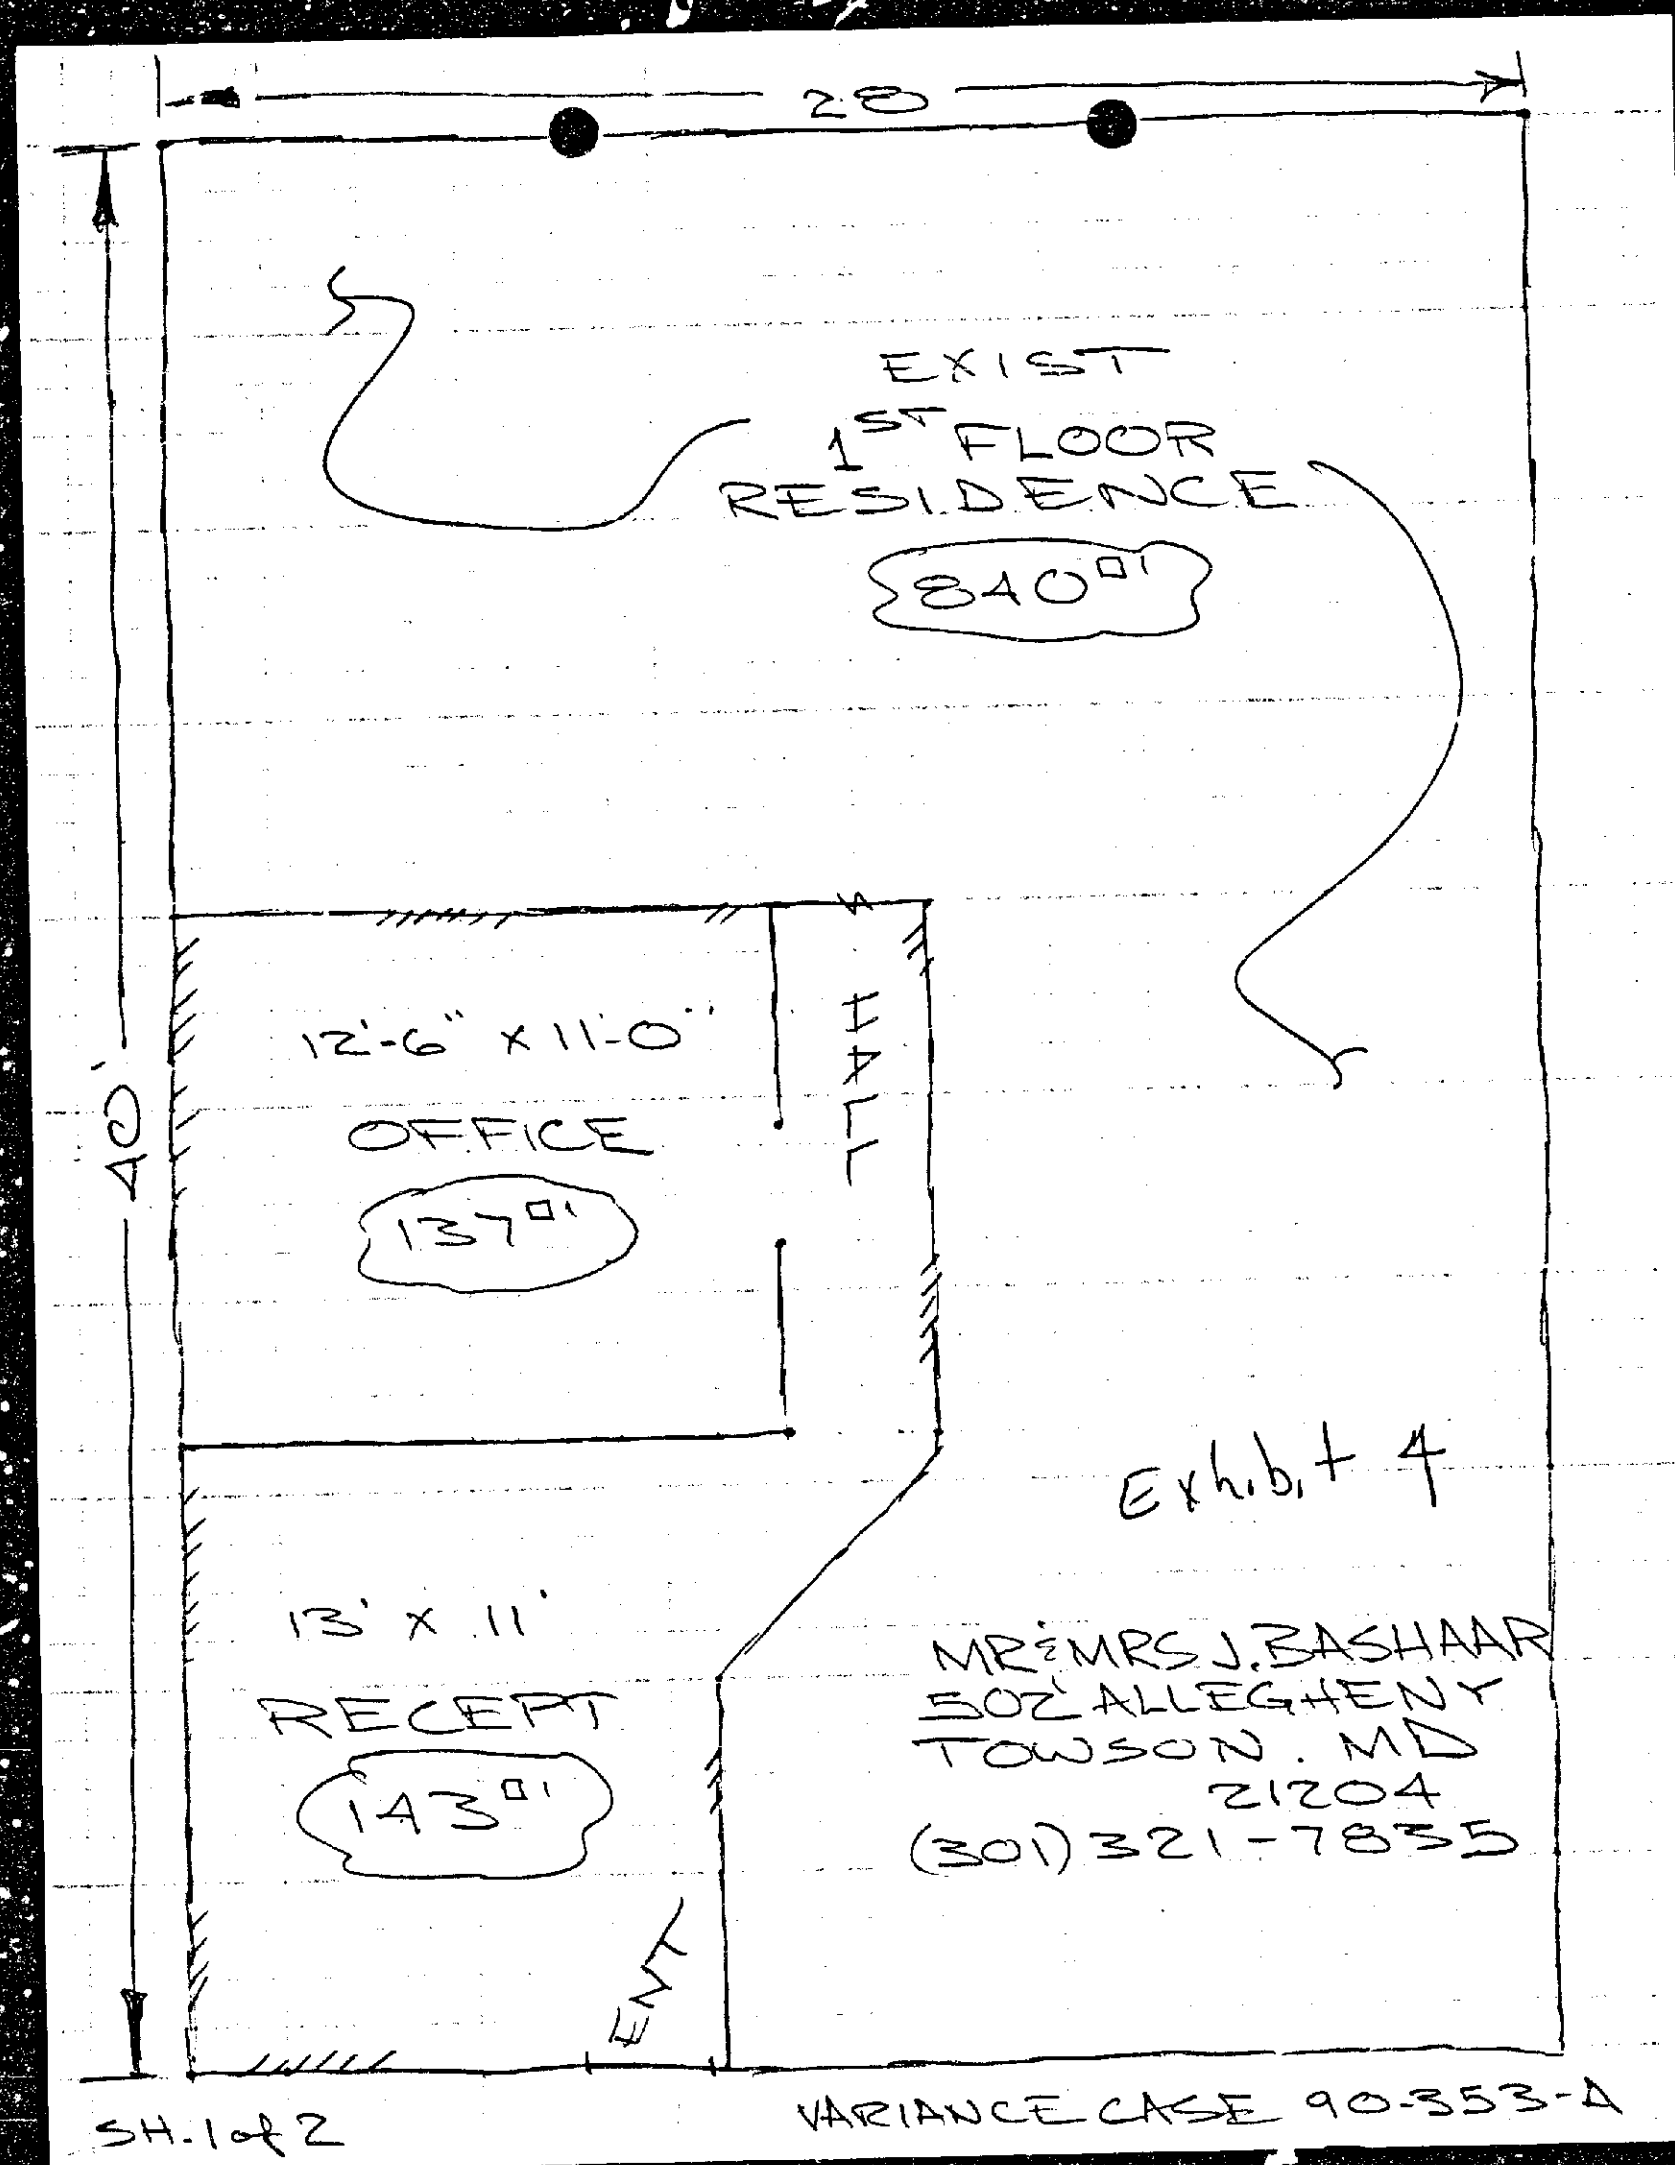 28
EXIST
1ST FLOOR
RESIDENCE
840□'
40'
HALL
12'-6" x 11'-0"
OFFICE
137□'
Exhibit 4
13' x 11'
RECEPT
143□'
ENT
MR & MRS J. BASHAAR
502 ALLEGHENY
TOWSON. MD
21204
(301) 321-7835
SH. 1 of 2
VARIANCE CASE 90-353-A